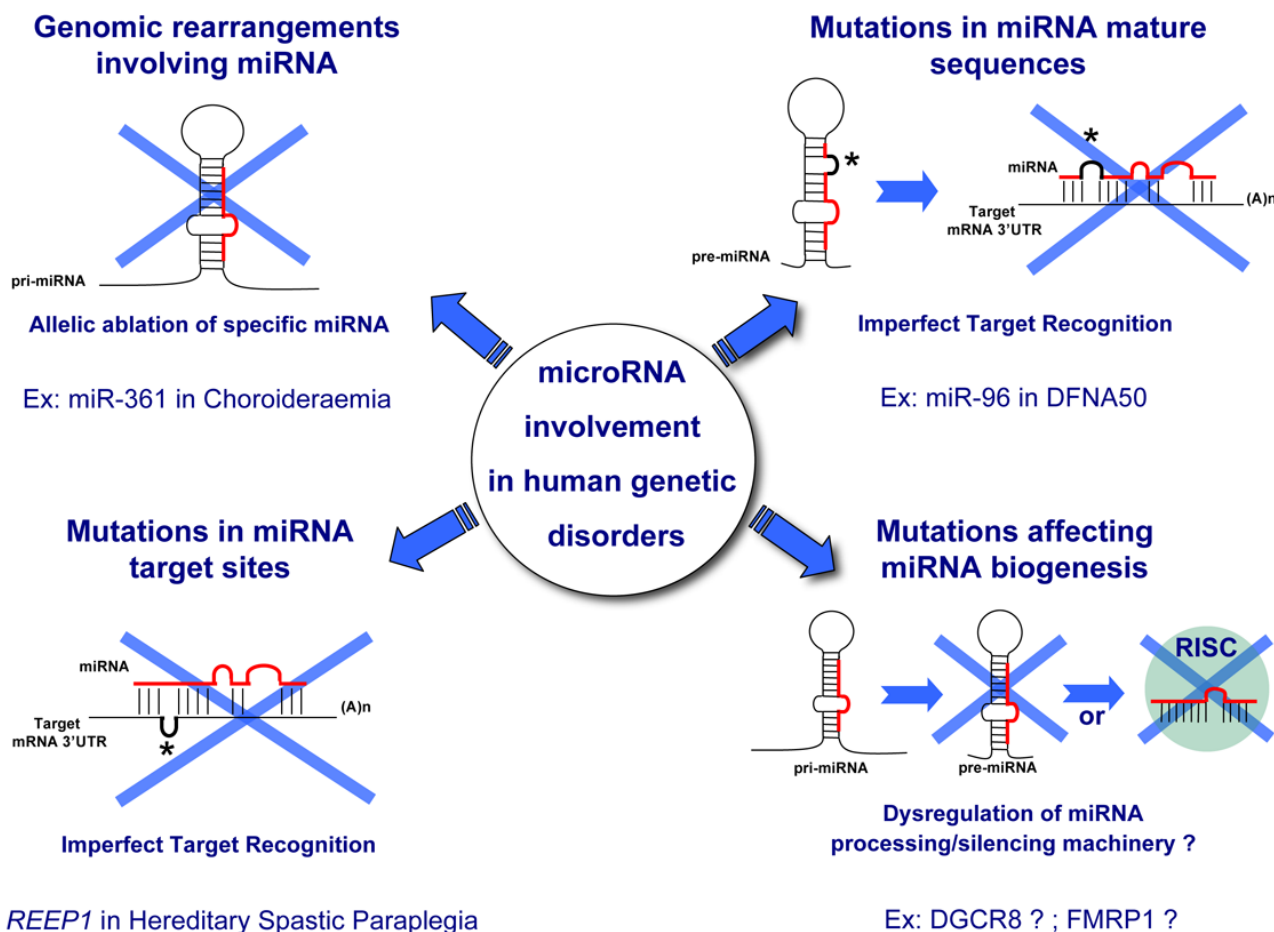 Genomic rearrangements
involving miRNA
pri-miRNA
Allelic ablation of specific miRNA
Ex: miR-361 in Choroideraemia
Mutations in miRNA mature
sequences
*
pre-miRNA
*
miRNA
Target
mRNA 3'UTR
(A)n
Imperfect Target Recognition
Ex: miR-96 in DFNA50
microRNA
involvement
in human genetic
disorders
Mutations in miRNA
target sites
miRNA
Target
mRNA 3'UTR
(A)n
*
Imperfect Target Recognition
REEP1 in Hereditary Spastic Paraplegia
Mutations affecting
miRNA biogenesis
pri-miRNA
pre-miRNA
or
RISC
Dysregulation of miRNA
processing/silencing machinery ?
Ex: DGCR8 ? ; FMRP1 ?